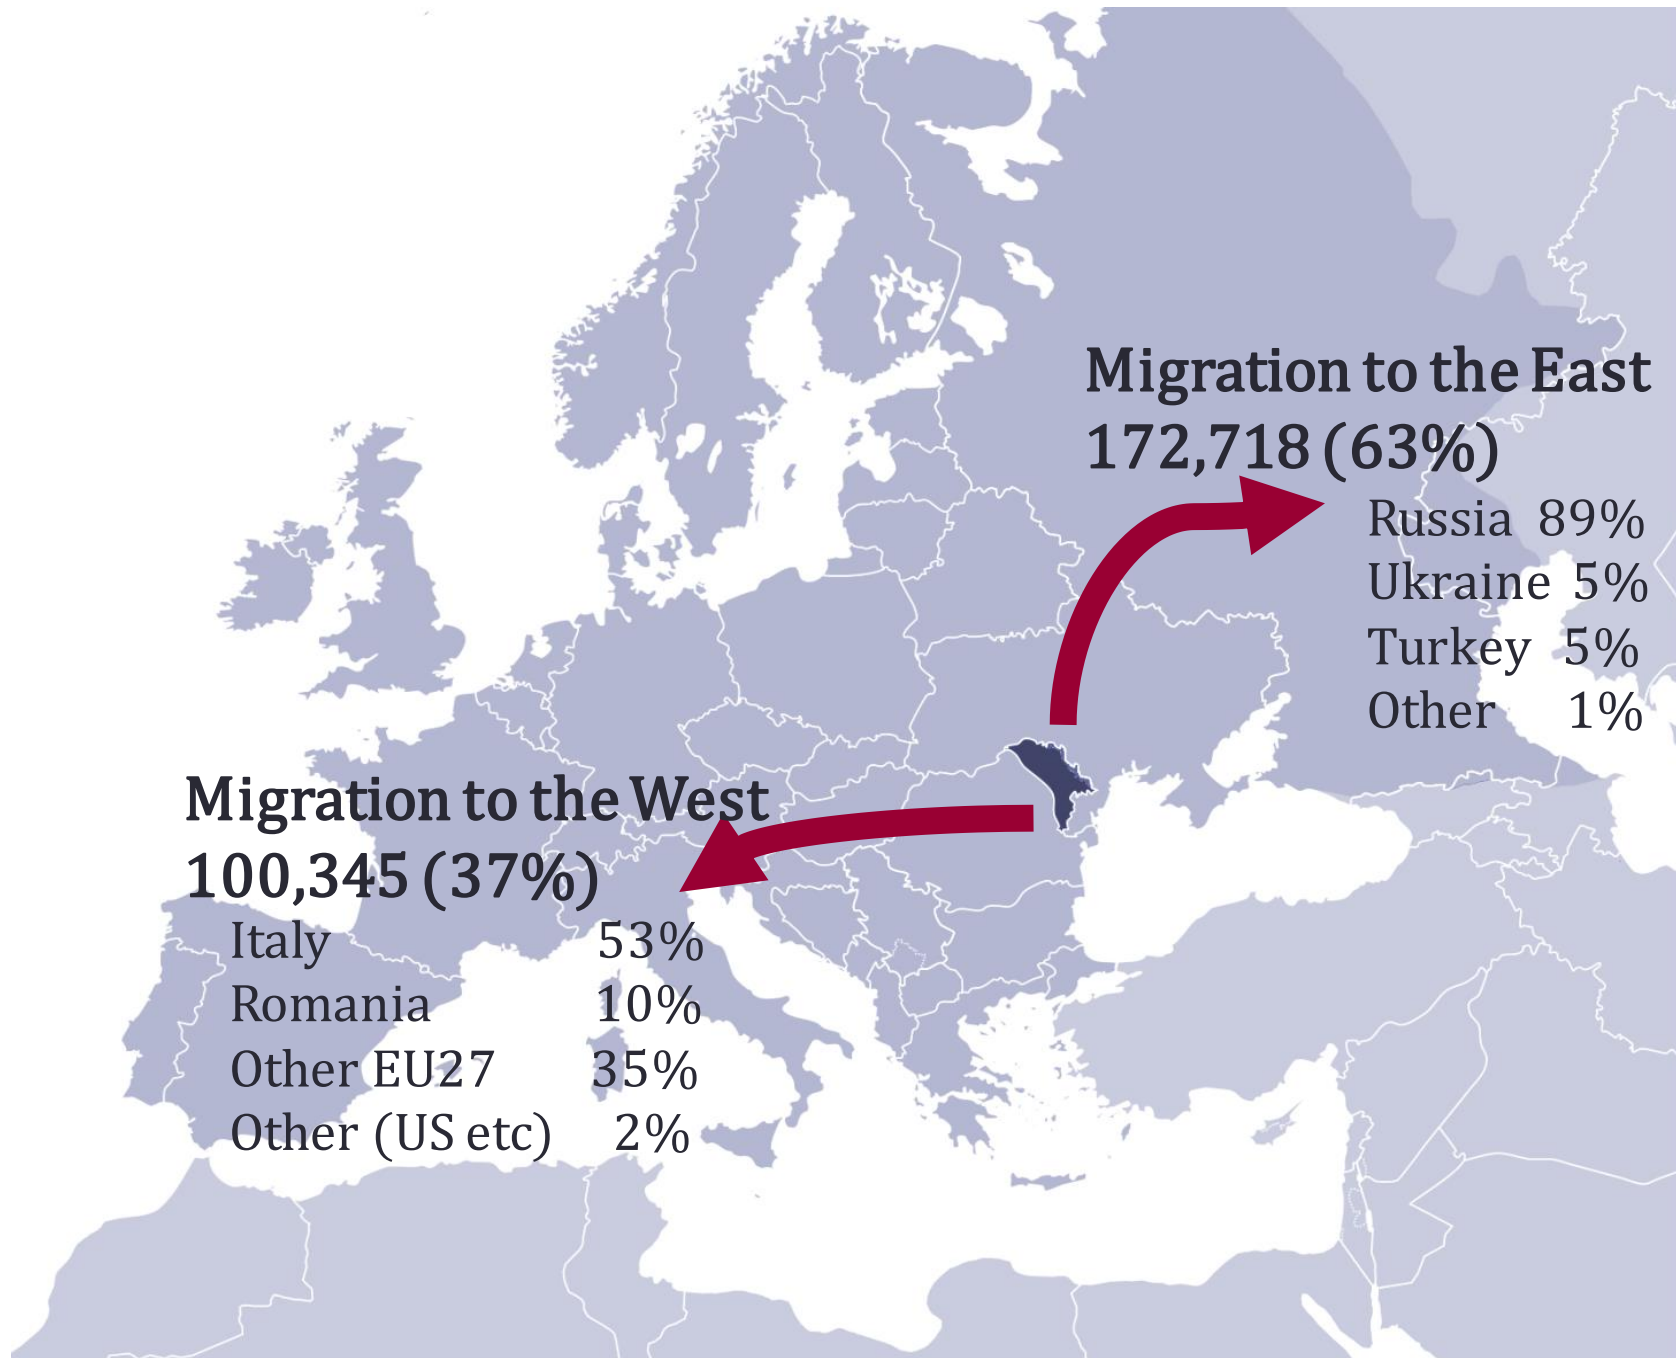 Migration to the East
172,718 (63%)
Russia 89%
Ukraine 5%
Turkey 5%
Other 1%
Migration to the West
100,345 (37%)
Italy 53%
Romania 10%
Other EU27 35%
Other (US etc) 2%